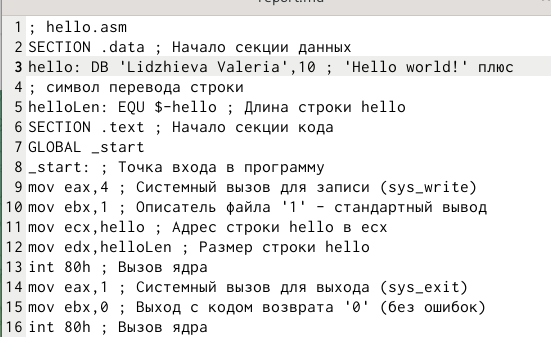 report.md
1 ; hello.asm
2 SECTION .data ; Начало секции данных
3 hello: DB 'Lidzhieva Valeria',10 ; 'Hello world!' плюс
4 ; символ перевода строки
5 helloLen: EQU $-hello ; Длина строки hello
6 SECTION .text ; Начало секции кода
7 GLOBAL _start
8 _start: ; Точка входа в программу
9 mov eax,4 ; Системный вызов для записи (sys_write)
10 mov ebx,1 ; Описатель файла '1' - стандартный вывод
11 mov ecx,hello ; Адрес строки hello в ecx
12 mov edx,helloLen ; Размер строки hello
13 int 80h ; Вызов ядра
14 mov eax,1 ; Системный вызов для выхода (sys_exit)
15 mov ebx,0 ; Выход с кодом возврата '0' (без ошибок)
16 int 80h ; Вызов ядра